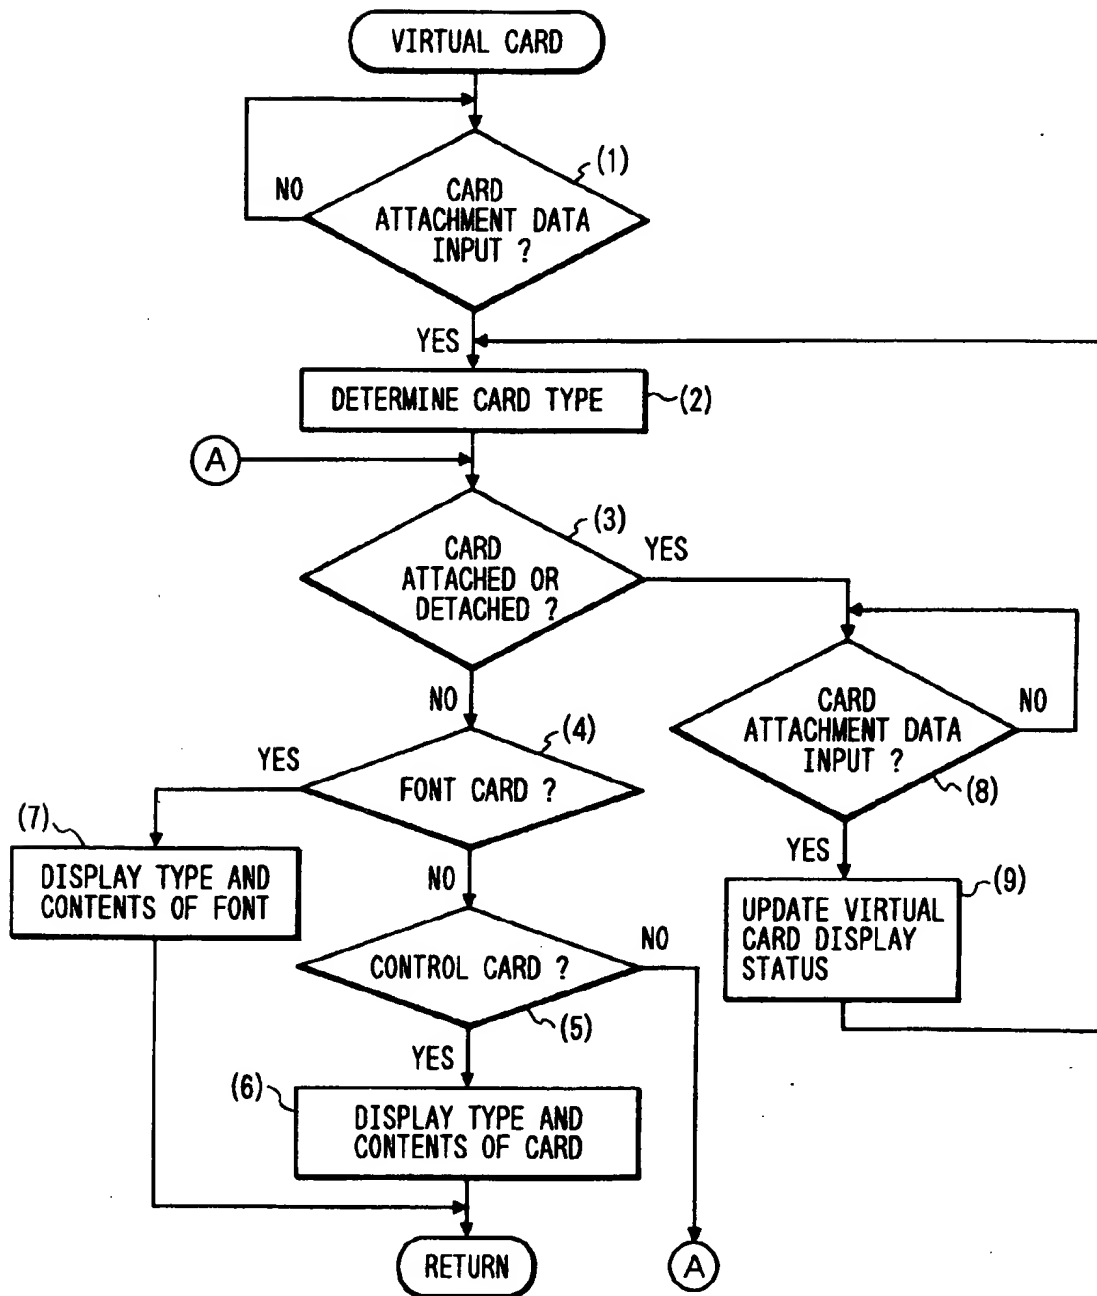 VIRTUAL CARD
(1)
NO
CARD
ATTACHMENT DATA
INPUT ?
YES
DETERMINE CARD TYPE
(2)
A
(3)
CARD
ATTACHED OR
DETACHED ?
YES
NO
CARD
ATTACHMENT DATA
INPUT ?
NO
(8)
(4)
YES
FONT CARD ?
(7)
DISPLAY TYPE AND
CONTENTS OF FONT
NO
YES
(9)
UPDATE VIRTUAL
CARD DISPLAY
STATUS
CONTROL CARD ?
NO
(5)
YES
(6)
DISPLAY TYPE AND
CONTENTS OF CARD
RETURN
A